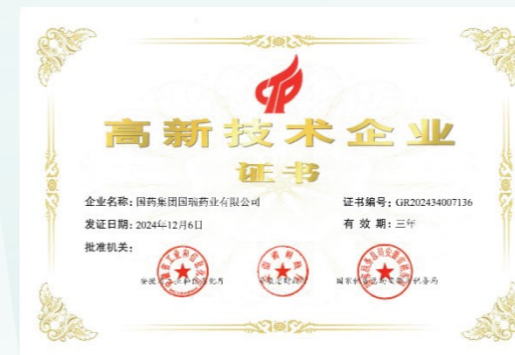 高新技术企业
证书
企业名称：国药集团国瑞药业有限公司
证书编号：GR202434007136
发证日期：2024年12月6日
有 效 期：三年
批准机关：